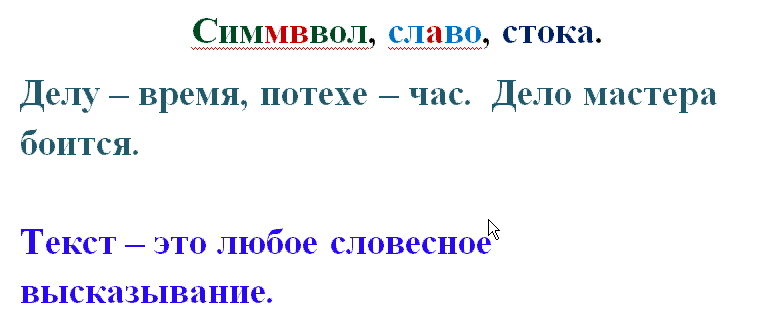 Симмввол, славо, стока.
Делу – время, потехе – час.  Дело мастера
боится.
Текст – это любое словесное
высказывание.